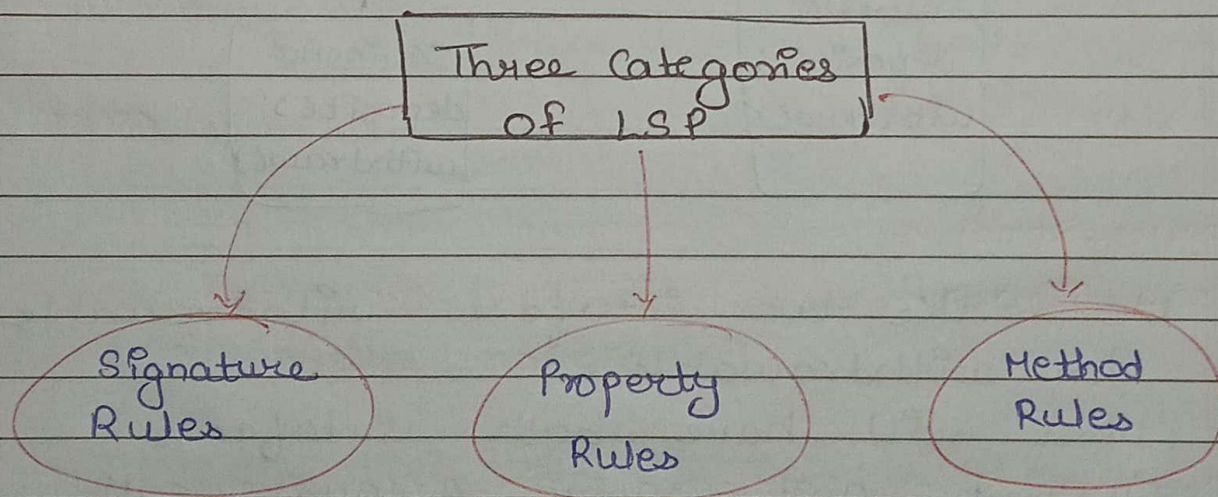 Three Categories
Of LSP
Signature
Rules
Property
Rules
Method
Rules